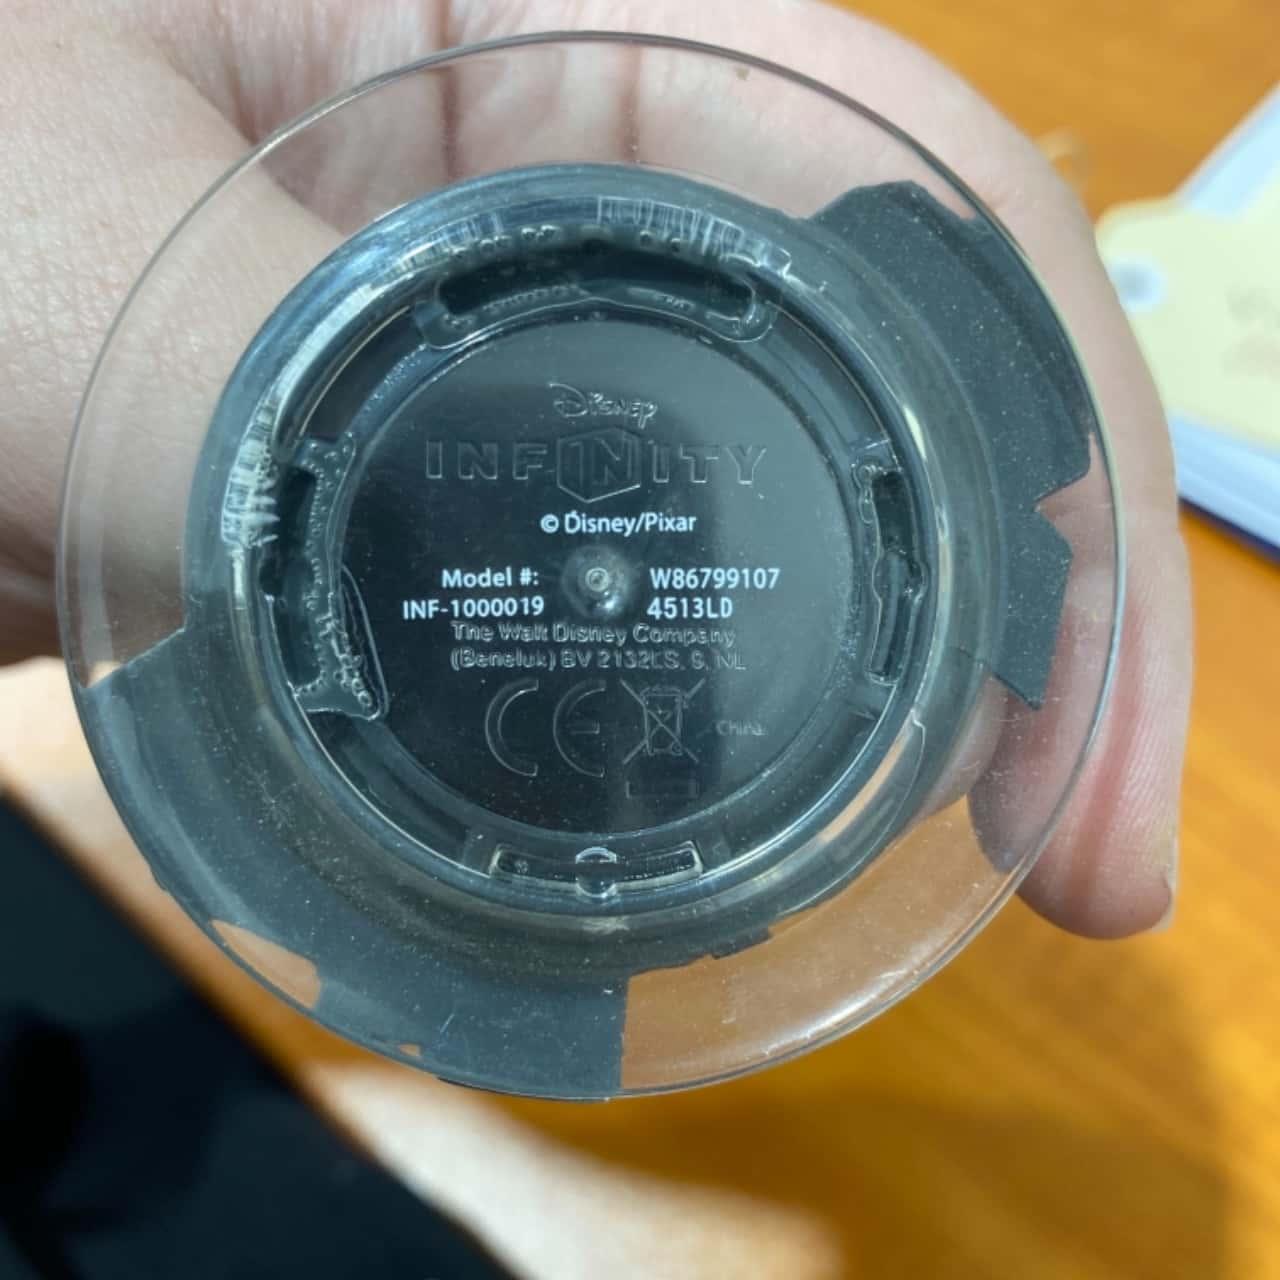 Disney
INFINITY
© Disney/Pixar
Model #: W86799107
INF-1000019 4513LD
The Walt Disney Company
(Benelux) BV 2132LS, 6, NL
CE
China